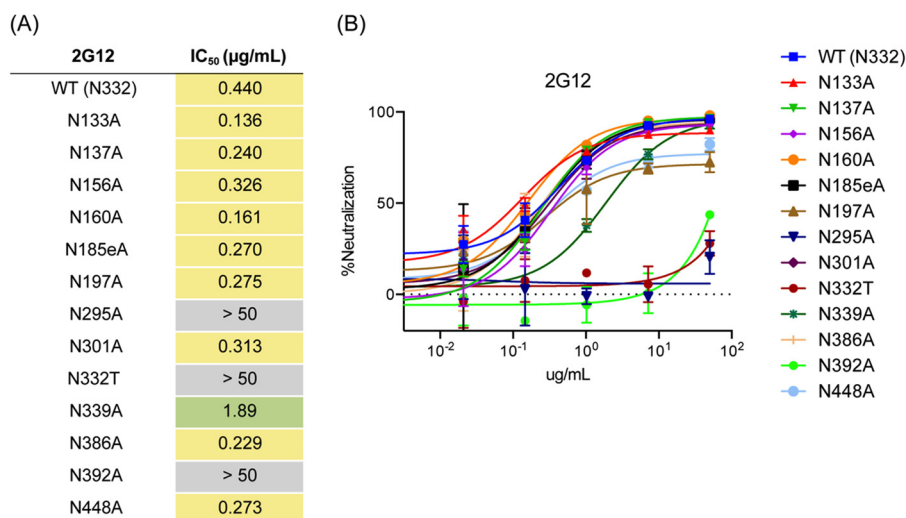 (A)
2G12 IC₅₀ (µg/mL)
WT (N332) 0.440
N133A 0.136
N137A 0.240
N156A 0.326
N160A 0.161
N185eA 0.270
N197A 0.275
N295A > 50
N301A 0.313
N332T > 50
N339A 1.89
N386A 0.229
N392A > 50
N448A 0.273
(B)
2G12
%Neutralization
100
50
0
10⁻² 10⁻¹ 10⁰ 10¹ 10²
ug/mL
WT (N332)
N133A
N137A
N156A
N160A
N185eA
N197A
N295A
N301A
N332T
N339A
N386A
N392A
N448A